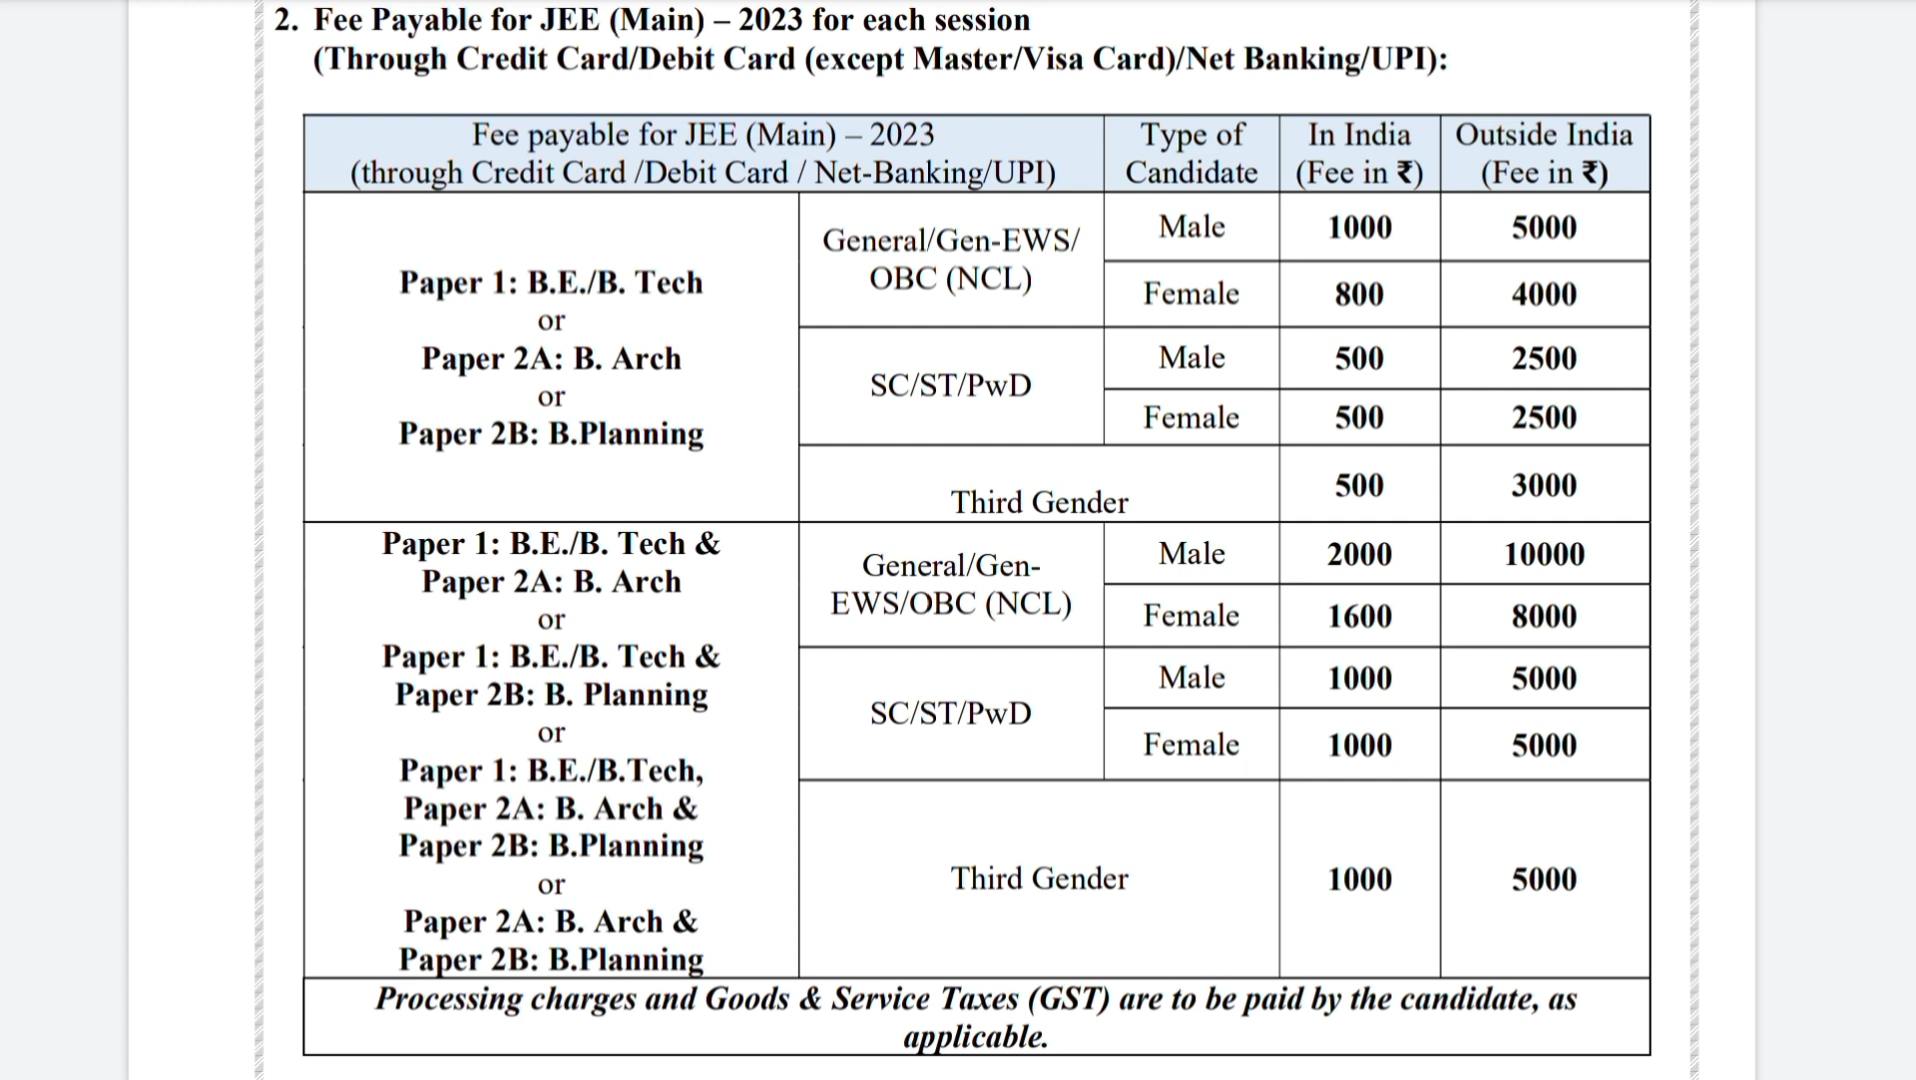 2. Fee Payable for JEE (Main) – 2023 for each session
(Through Credit Card/Debit Card (except Master/Visa Card)/Net Banking/UPI):
Fee payable for JEE (Main) – 2023
(through Credit Card /Debit Card / Net-Banking/UPI)
Type of
Candidate
In India
(Fee in ₹)
Outside India
(Fee in ₹)
Paper 1: B.E./B. Tech
or
Paper 2A: B. Arch
or
Paper 2B: B.Planning
General/Gen-EWS/
OBC (NCL)
Male
1000
5000
Female
800
4000
SC/ST/PwD
Male
500
2500
Female
500
2500
Third Gender
500
3000
Paper 1: B.E./B. Tech &
Paper 2A: B. Arch
or
Paper 1: B.E./B. Tech &
Paper 2B: B. Planning
or
Paper 1: B.E./B.Tech,
Paper 2A: B. Arch &
Paper 2B: B.Planning
or
Paper 2A: B. Arch &
Paper 2B: B.Planning
General/Gen-
EWS/OBC (NCL)
Male
2000
10000
Female
1600
8000
SC/ST/PwD
Male
1000
5000
Female
1000
5000
Third Gender
1000
5000
Processing charges and Goods & Service Taxes (GST) are to be paid by the candidate, as
applicable.